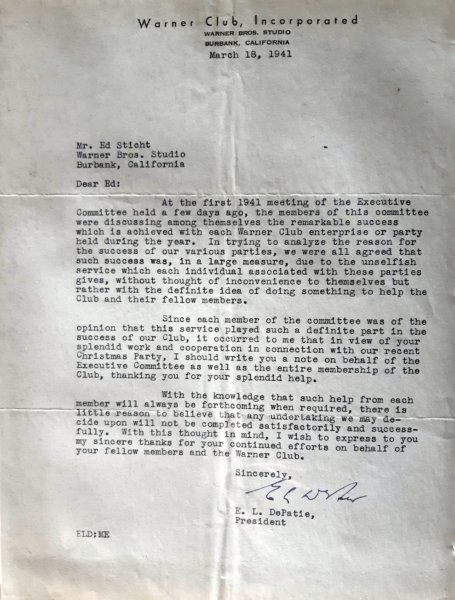 Warner Club, Incorporated
WARNER BROS. STUDIO
BURBANK, CALIFORNIA
March 18, 1941
Mr. Ed Sticht
Warner Bros. Studio
Burbank, California
Dear Ed:
At the first 1941 meeting of the Executive
Committee held a few days ago, the members of this committee
were discussing among themselves the remarkable success
which is achieved with each Warner Club enterprise or party
held during the year. In trying to analyze the reason for
the success of our various parties, we were all agreed that
such success was, in a large measure, due to the unselfish
service which each individual associated with these parties
gives, without thought of inconvenience to themselves but
rather with the definite idea of doing something to help the
Club and their fellow members.
Since each member of the committee was of the
opinion that this service played such a definite part in the
success of our Club, it occurred to me that in view of your
splendid work and cooperation in connection with our recent
Christmas Party, I should write you a note on behalf of the
Executive Committee as well as the entire membership of the
Club, thanking you for your splendid help.
With the knowledge that such help from each
member will always be forthcoming when required, there is
little reason to believe that any undertaking we may de-
cide upon will not be completed satisfactorily and success-
fully. With this thought in mind, I wish to express to you
my sincere thanks for your continued efforts on behalf of
your fellow members and the Warner Club.
Sincerely,
E. L. DePatie,
President
ELD:ME